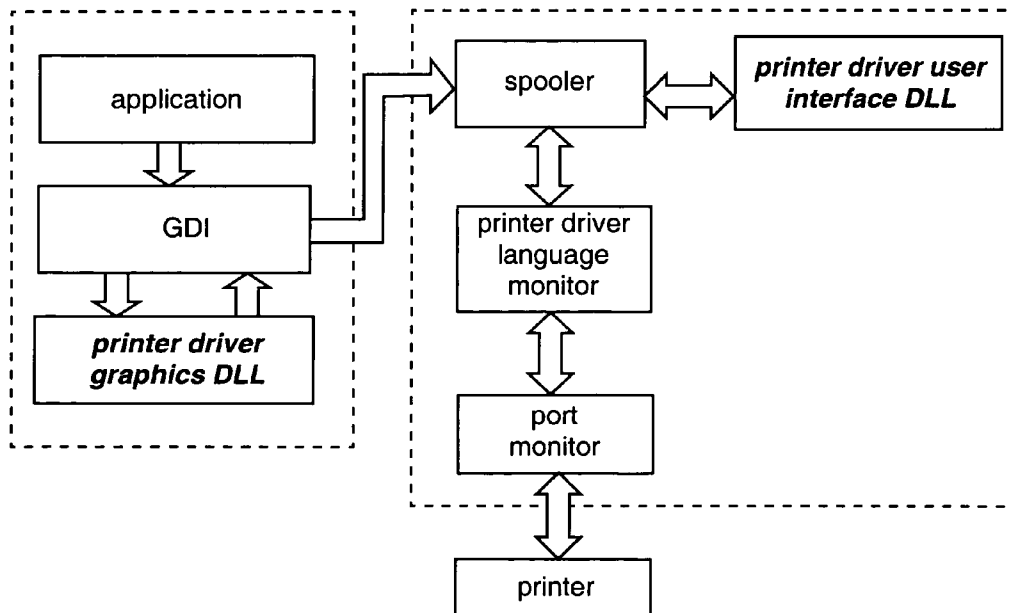 application
GDI
printer driver
graphics DLL
spooler
printer driver user
interface DLL
printer driver
language
monitor
port
monitor
printer